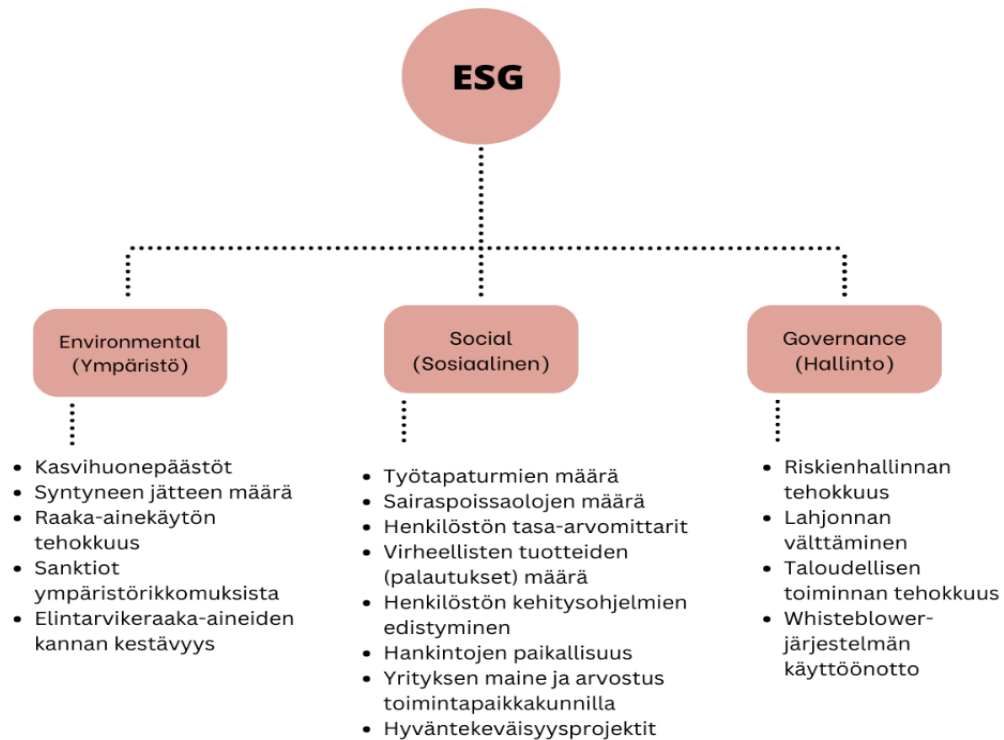 ESG
Environmental
(Ympäristö)
• Kasvihuonepäästöt
• Syntyneen jätteen määrä
• Raaka-ainekäytön
tehokkuus
• Sanktiot
ympäristörikkomuksista
• Elintarvikeraaka-aineiden
kannan kestävyys
Social
(Sosiaalinen)
• Työtapaturmien määrä
• Sairaspoissaolojen määrä
• Henkilöstön tasa-arvomittarit
• Virheellisten tuotteiden
(palautukset) määrä
• Henkilöstön kehitysohjelmien
edistyminen
• Hankintojen paikallisuus
• Yrityksen maine ja arvostus
toimintapaikkakunnilla
• Hyväntekeväisyysprojektit
Governance
(Hallinto)
• Riskienhallinnan
tehokkuus
• Lahjonnan
välttäminen
• Taloudellisen
toiminnan tehokkuus
• Whisteblower-
järjestelmän
käyttöönotto